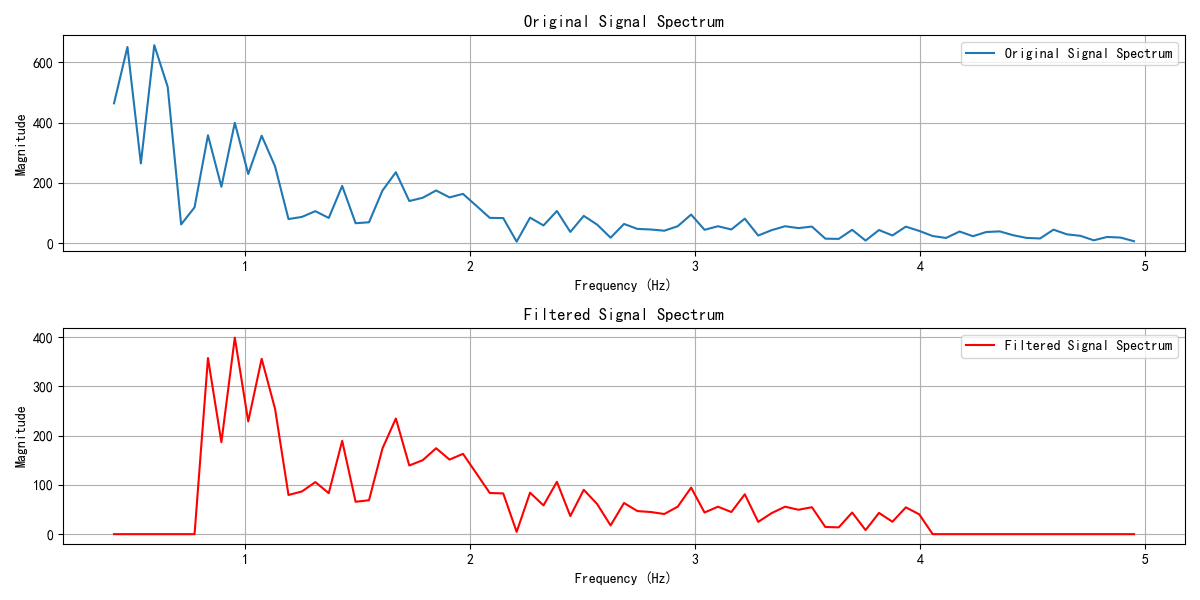 Original Signal Spectrum
Original Signal Spectrum
Magnitude
600
400
200
0
1 2 3 4 5
Frequency (Hz)
Filtered Signal Spectrum
Filtered Signal Spectrum
Magnitude
400
300
200
100
0
1 2 3 4 5
Frequency (Hz)